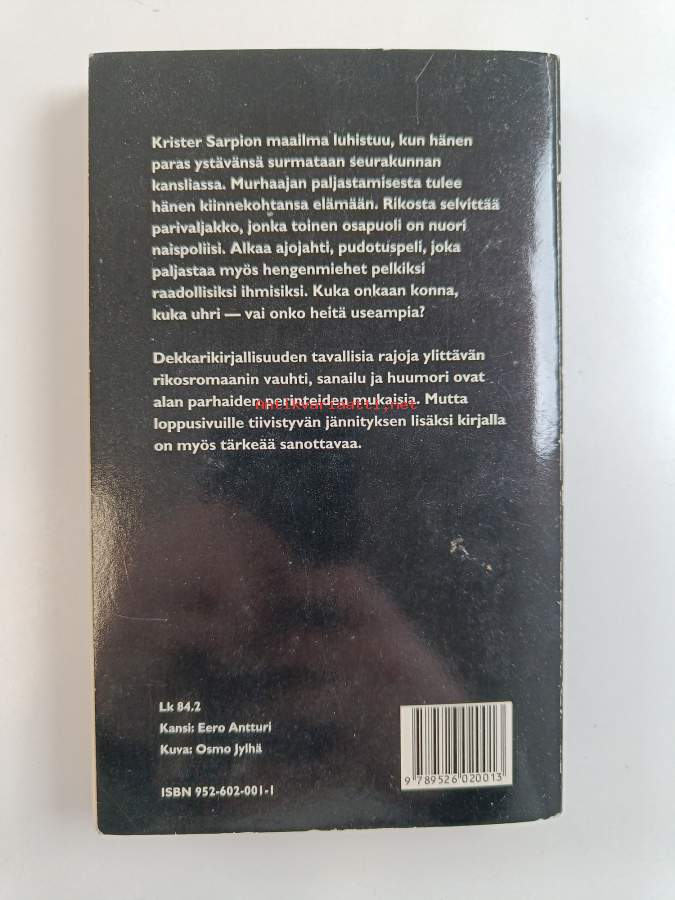 Krister Sarpion maailma luhistuu, kun hänen
paras ystävänsä surmataan seurakunnan
kansliassa. Murhaajan paljastamisesta tulee
hänen kiinnekohtansa elämään. Rikosta selvittää
parivaljakko, jonka toinen osapuoli on nuori
naispoliisi. Alkaa ajojahti, pudotuspeli, joka
paljastaa myös hengenmiehet pelkiksi
raadollisiksi ihmisiksi. Kuka onkaan konna,
kuka uhri — vai onko heitä useampia?
Dekkarikirjallisuuden tavallisia rajoja ylittävän
rikosromaanin vauhti, sanailu ja huumori ovat
alan parhaiden perinteiden mukaisia. Mutta
Antikvariaatti.net
loppusivuille tiivistyvän jännityksen lisäksi kirjalla
on myös tärkeää sanottavaa.
Lk 84.2
Kansi: Eero Antturi
Kuva: Osmo Jylhä
ISBN 952-602-001-1
9 789526 020013